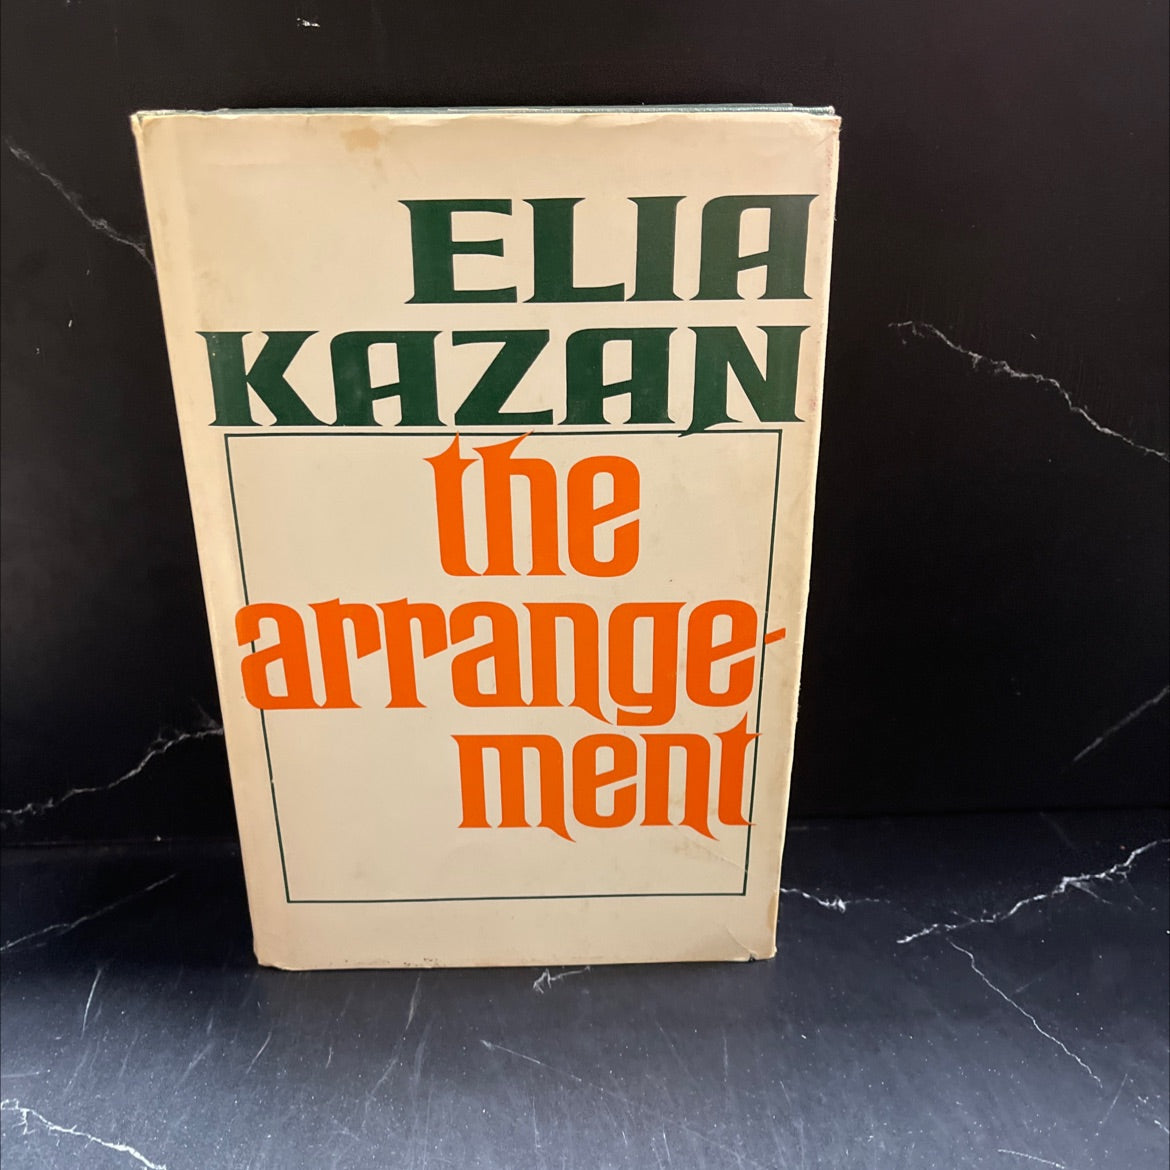 ELIA
KAZAN
the
arrange-
ment